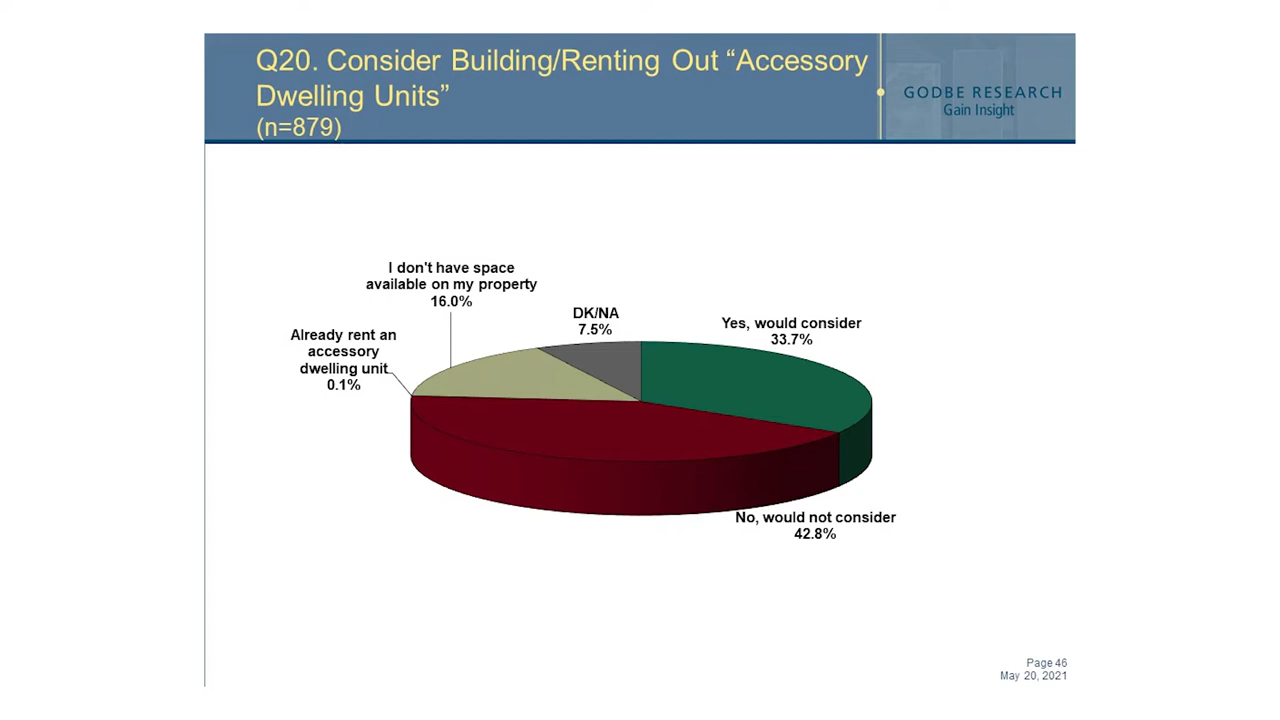 Q20. Consider Building/Renting Out “Accessory
Dwelling Units”
(n=879)
GODBE RESEARCH
Gain Insight
I don't have space
available on my property
16.0%
DK/NA
7.5%
Yes, would consider
33.7%
Already rent an
accessory
dwelling unit
0.1%
No, would not consider
42.8%
Page 46
May 20, 2021